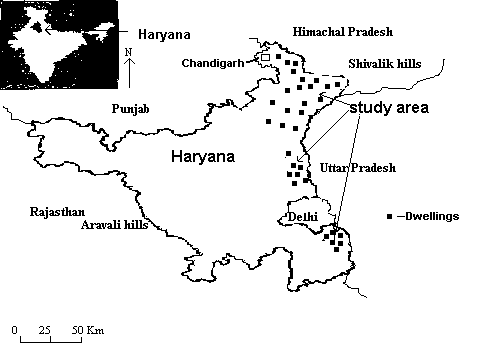 Haryana
N
Himachal Pradesh
Chandigarh
Shivalik hills
Punjab
study area
Haryana
Uttar Pradesh
Rajasthan
Aravali hills
Delhi
–Dwellings
0 25 50 Km